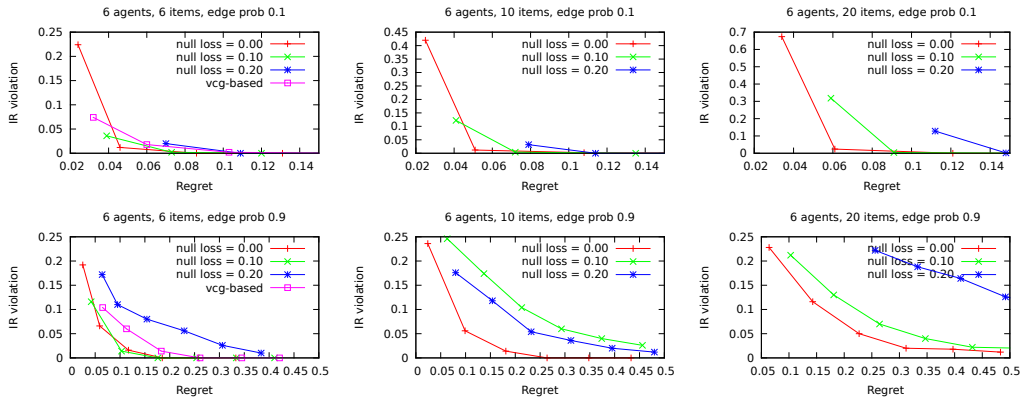 6 agents, 6 items, edge prob 0.1
IR violation
0.25
0.2
0.15
0.1
0.05
0
null loss = 0.00
null loss = 0.10
null loss = 0.20
vcg-based
0.02 0.04 0.06 0.08 0.1 0.12 0.14
Regret
6 agents, 10 items, edge prob 0.1
IR violation
0.45
0.4
0.35
0.3
0.25
0.2
0.15
0.1
0.05
0
null loss = 0.00
null loss = 0.10
null loss = 0.20
0.02 0.04 0.06 0.08 0.1 0.12 0.14
Regret
6 agents, 20 items, edge prob 0.1
IR violation
0.7
0.6
0.5
0.4
0.3
0.2
0.1
0
null loss = 0.00
null loss = 0.10
null loss = 0.20
0.02 0.04 0.06 0.08 0.1 0.12 0.14
Regret
6 agents, 6 items, edge prob 0.9
IR violation
0.25
0.2
0.15
0.1
0.05
0
null loss = 0.00
null loss = 0.10
null loss = 0.20
vcg-based
0 0.05 0.1 0.15 0.2 0.25 0.3 0.35 0.4 0.45 0.5
Regret
6 agents, 10 items, edge prob 0.9
IR violation
0.25
0.2
0.15
0.1
0.05
0
null loss = 0.00
null loss = 0.10
null loss = 0.20
0 0.05 0.1 0.15 0.2 0.25 0.3 0.35 0.4 0.45 0.5
Regret
6 agents, 20 items, edge prob 0.9
IR violation
0.25
0.2
0.15
0.1
0.05
0
null loss = 0.00
null loss = 0.10
null loss = 0.20
0.05 0.1 0.15 0.2 0.25 0.3 0.35 0.4 0.45 0.5
Regret